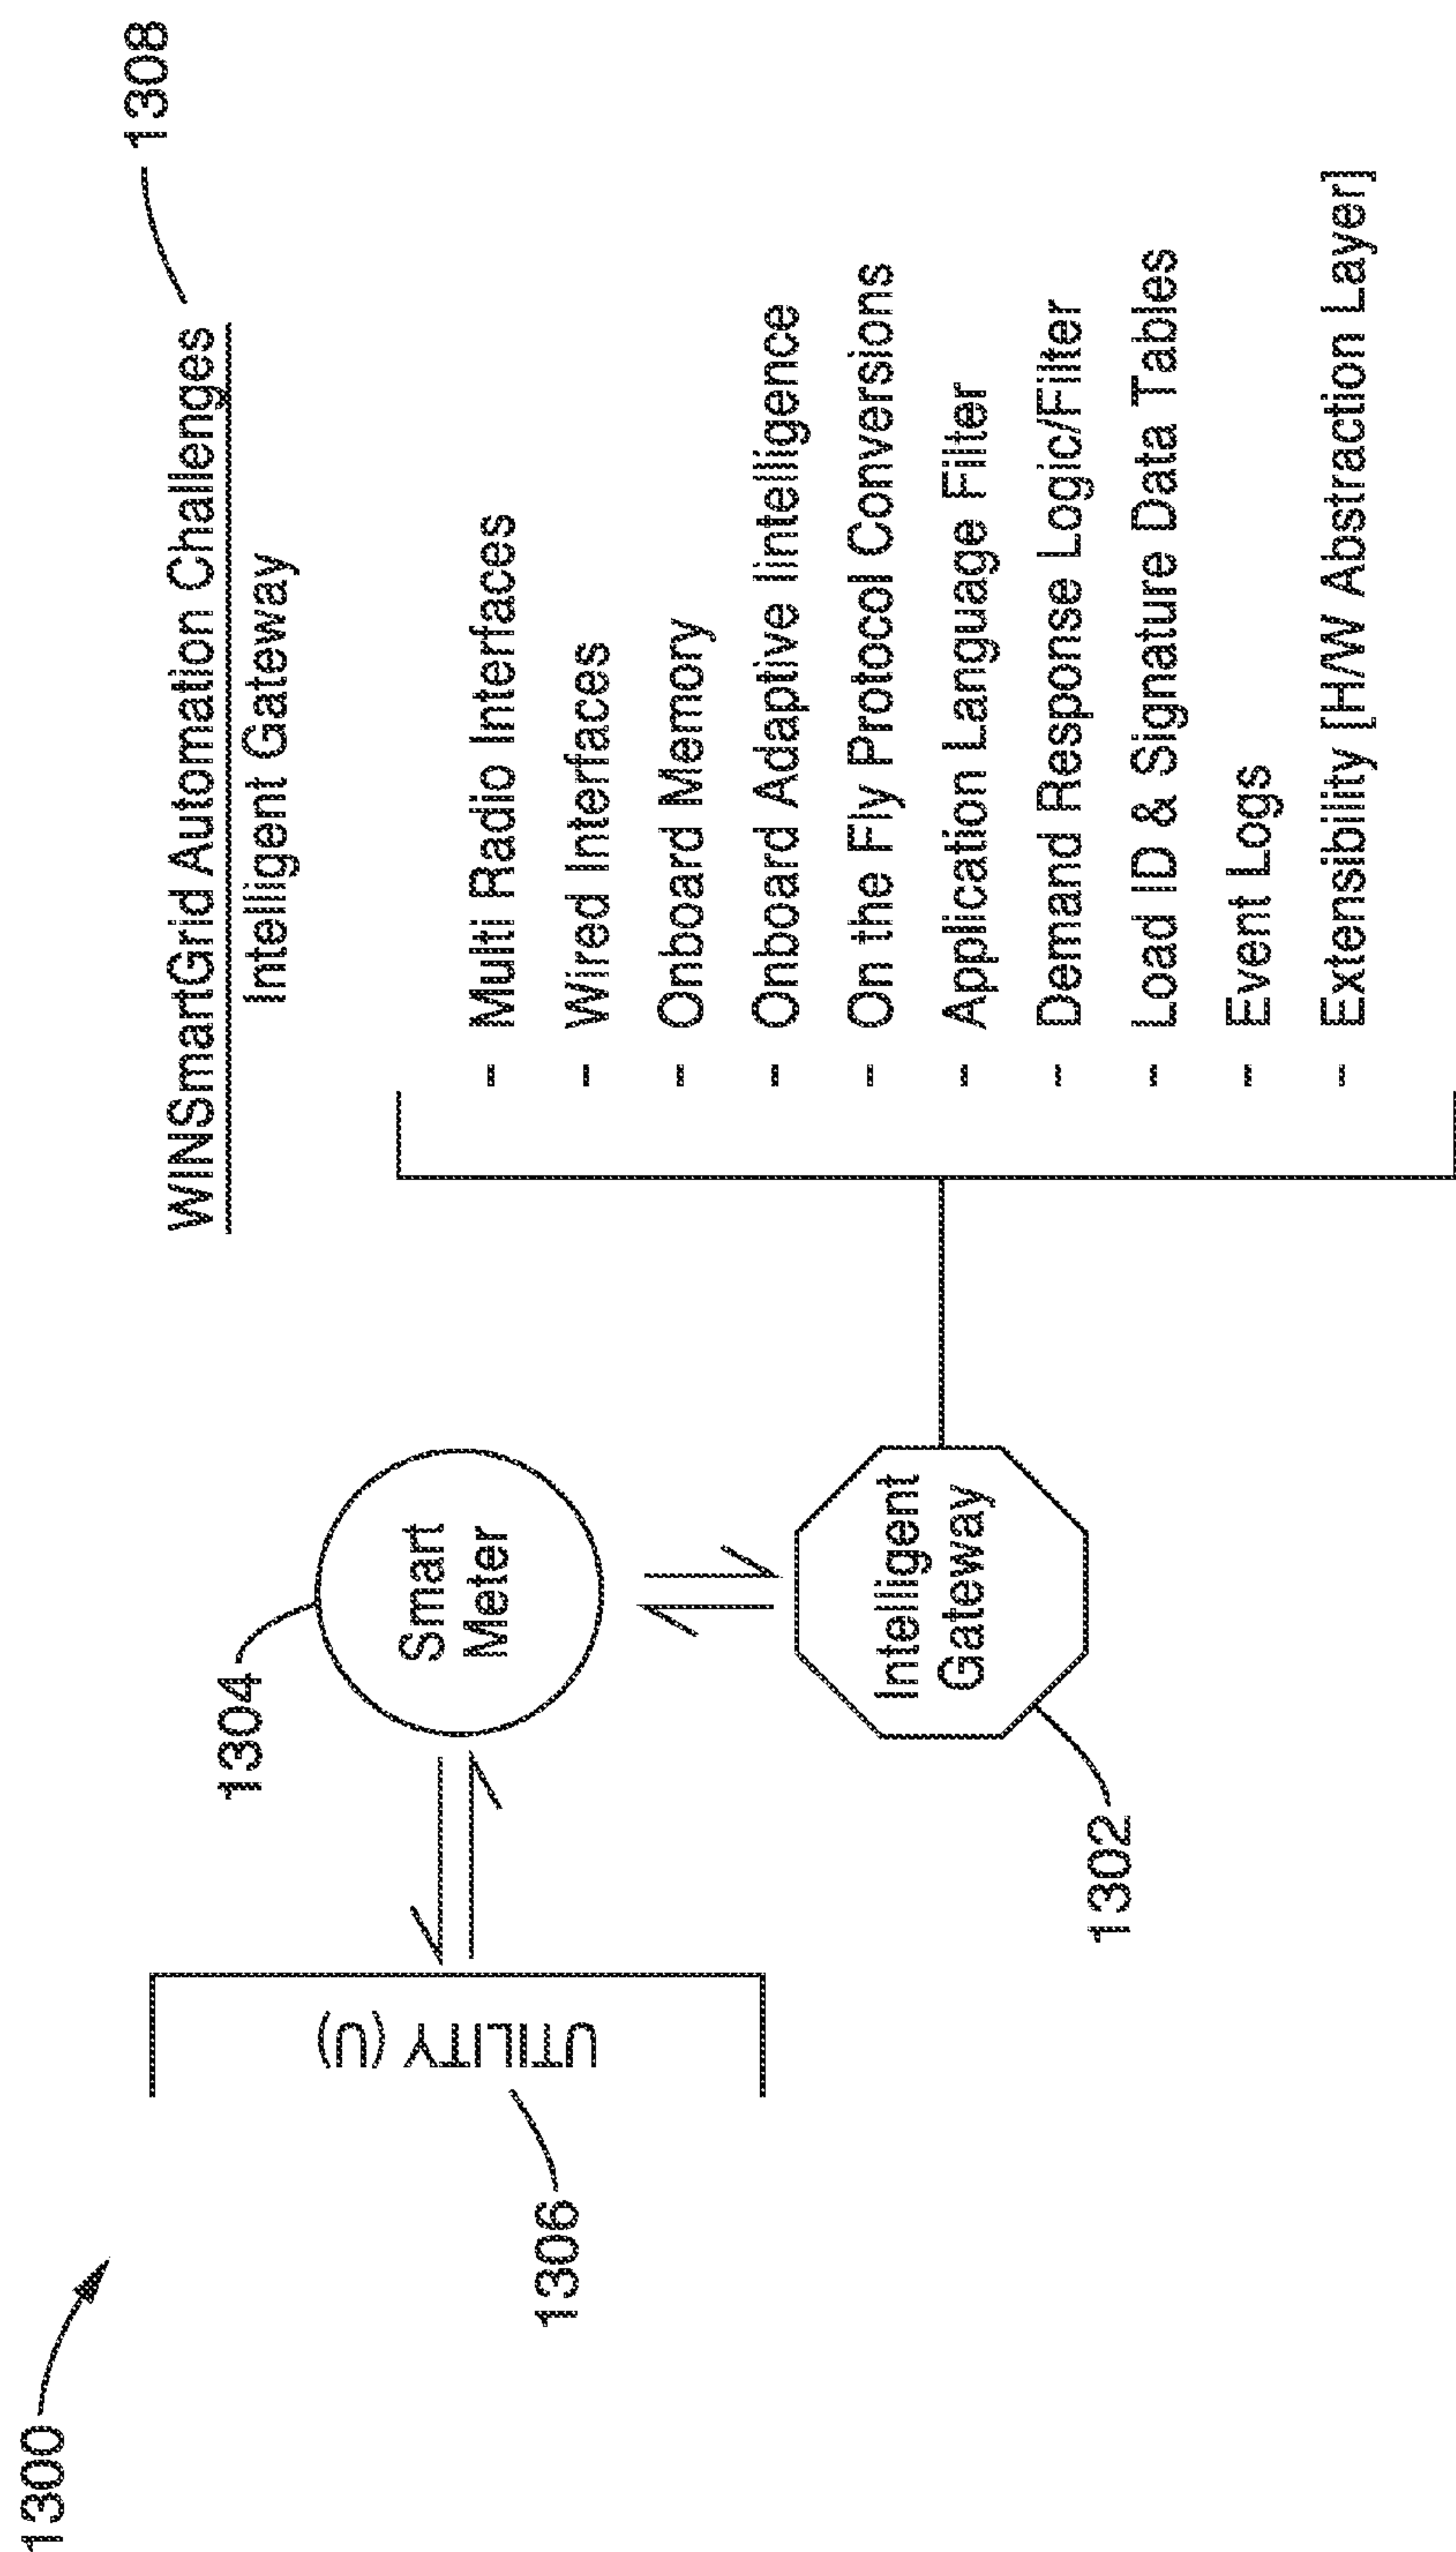 1300
1306
UTILITY (U)
1304
Smart
Meter
1302
Intelligent
Gateway
1308
WINSmartGrid Automation Challenges
Intelligent Gateway
- Multi Radio Interfaces
- Wired Interfaces
- Onboard Memory
- Onboard Adaptive Iintelligence
- On the Fly Protocol Conversions
- Application Language Filter
- Demand Response Logic/Filter
- Load ID & Signature Data Tables
- Event Logs
- Extensibility [H/W Abstraction Layer]